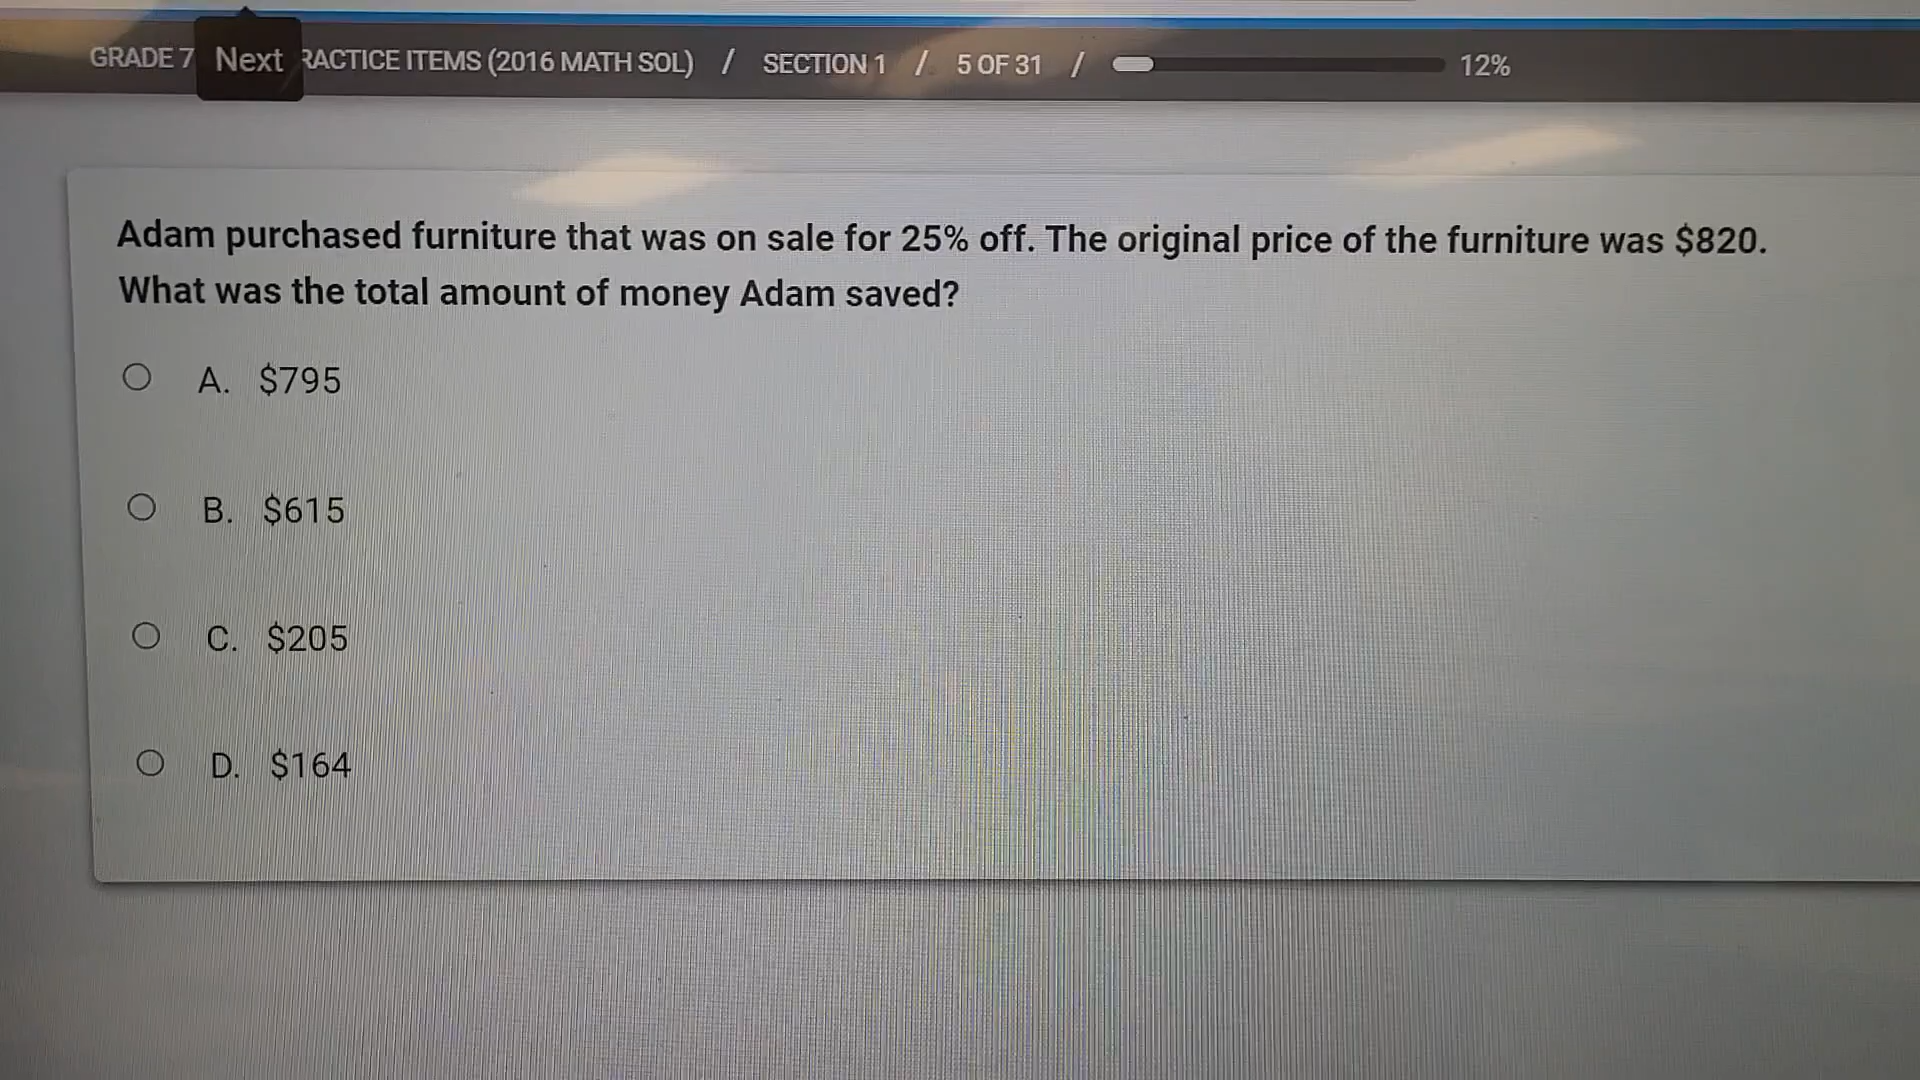 GRADE 7 Next RACTICE ITEMS (2016 MATH SOL) / SECTION 1 / 5 OF 31 / 12%
Adam purchased furniture that was on sale for 25% off. The original price of the furniture was $820.
What was the total amount of money Adam saved?
A. $795
B. $615
C. $205
D. $164